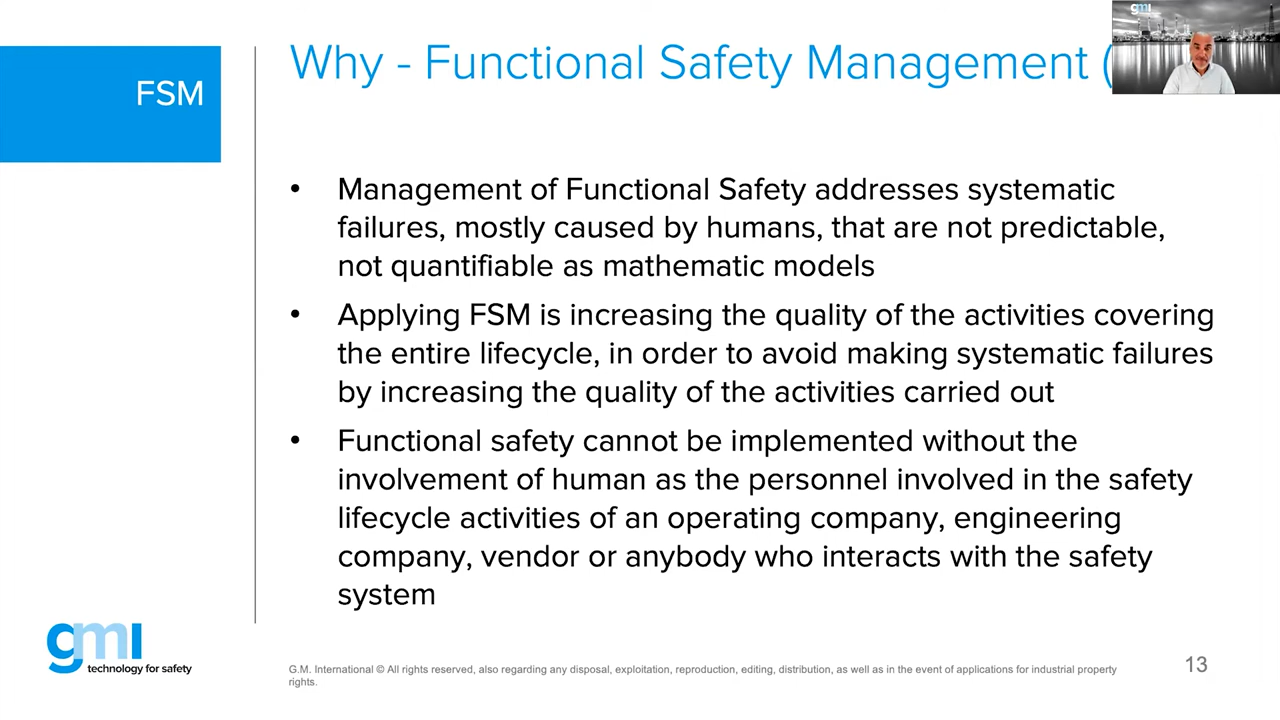 gmi
FSM
Why - Functional Safety Management (
• Management of Functional Safety addresses systematic
failures, mostly caused by humans, that are not predictable,
not quantifiable as mathematic models
• Applying FSM is increasing the quality of the activities covering
the entire lifecycle, in order to avoid making systematic failures
by increasing the quality of the activities carried out
• Functional safety cannot be implemented without the
involvement of human as the personnel involved in the safety
lifecycle activities of an operating company, engineering
company, vendor or anybody who interacts with the safety
system
gmi
technology for safety
G.M. International © All rights reserved, also regarding any disposal, exploitation, reproduction, editing, distribution, as well as in the event of applications for industrial property
rights.
13